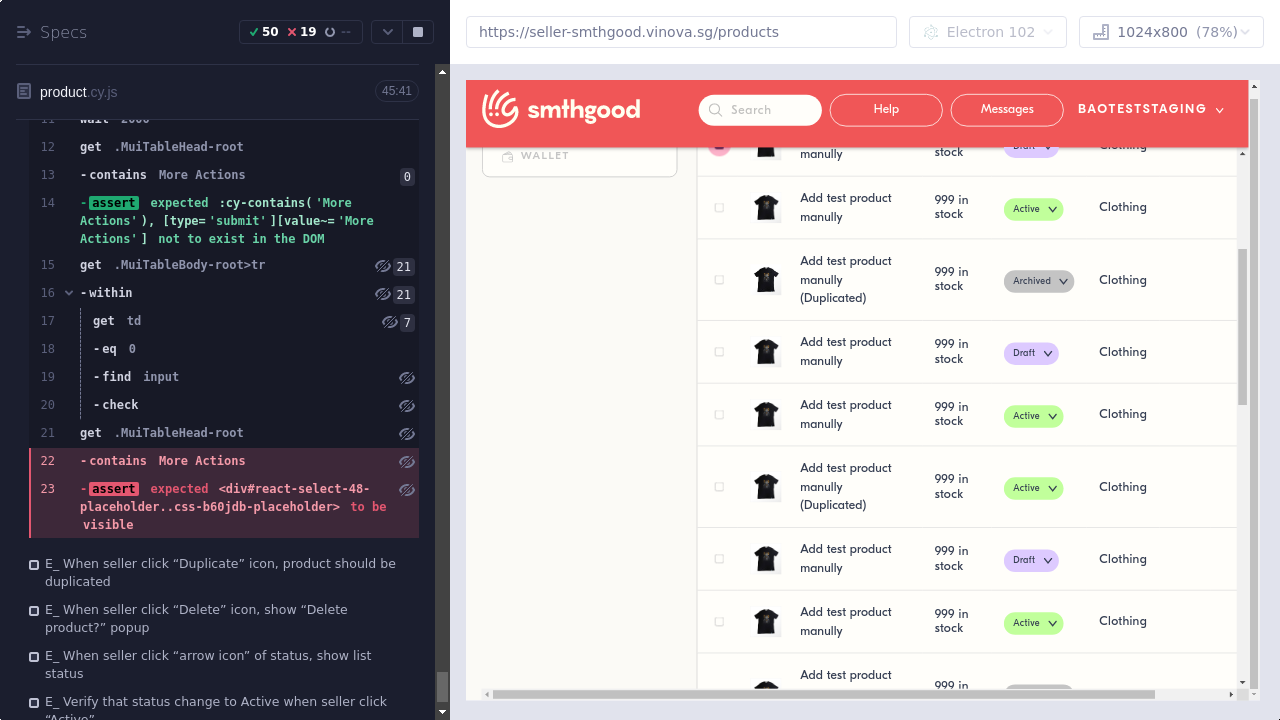 Specs
50 19 --
product.cy.js
45:41
11 wait 2000
12 get .MuiTableHead-root
13 -contains More Actions 0
14 -assert expected :cy-contains('More
Actions'), [type='submit'][value~='More
Actions'] not to exist in the DOM
15 get .MuiTableBody-root>tr 21
16 -within 21
17 get td 7
18 -eq 0
19 -find input
20 -check
21 get .MuiTableHead-root
22 -contains More Actions
23 -assert expected <div#react-select-48-
placeholder..css-b60jdb-placeholder> to be
visible
E_ When seller click “Duplicate” icon, product should be
duplicated
E_ When seller click “Delete” icon, show “Delete
product?” popup
E_ When seller click “arrow icon” of status, show list
status
E_ Verify that status change to Active when seller click
“Active”
https://seller-smthgood.vinova.sg/products
Electron 102
1024x800 (78%)
smthgood
Search
Help
Messages
BAOTESTSTAGING
WALLET
manully stock Draft Clothing
Add test product
manully
999 in
stock
Active
Clothing
Add test product
manully
(Duplicated)
999 in
stock
Archived
Clothing
Add test product
manully
999 in
stock
Draft
Clothing
Add test product
manully
999 in
stock
Active
Clothing
Add test product
manully
(Duplicated)
999 in
stock
Active
Clothing
Add test product
manully
999 in
stock
Draft
Clothing
Add test product
manully
999 in
stock
Active
Clothing
Add test product
999 in